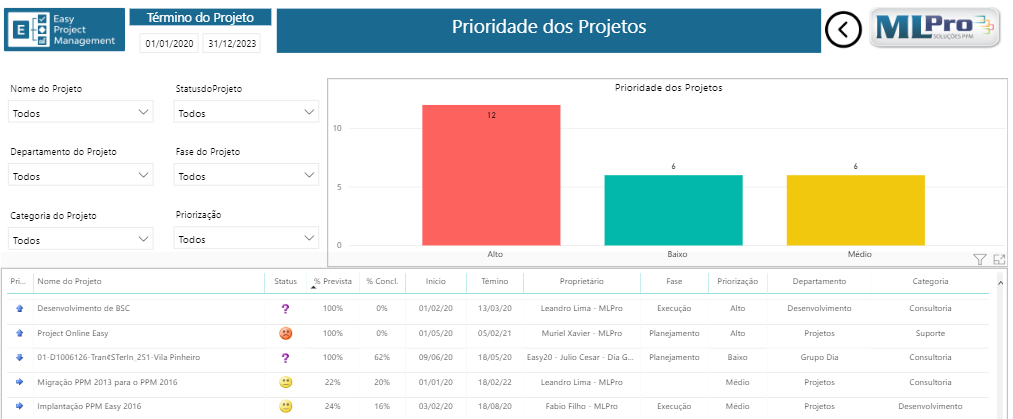 Easy
Project
Management
E
Término do Projeto
01/01/2020 31/12/2023
Prioridade dos Projetos
MLPro
SOLUÇÕES PPM
Nome do Projeto
Todos
StatusdoProjeto
Todos
Departamento do Projeto
Todos
Fase do Projeto
Todos
Categoria do Projeto
Todos
Priorização
Todos
Prioridade dos Projetos
10
5
0
12
6
6
Alto Baixo Médio
Pri... Nome do Projeto Status % Prevista % Concl. Início Témino Proprietário Fase Priorização Departamento Categoria
Desenvolvimento de BSC ? 100% 0% 01/02/20 13/03/20 Leandro Lima - MLPro Execução Alto Desenvolvimento Consultoria
Project Online Easy 100% 0% 01/05/20 05/02/21 Muriel Xavier - MLPro Planejamento Alto Projetos Suporte
01-D1006126-Tran¢STerIn_2S1-Vila Pinheiro ? 100% 62% 09/06/20 18/05/20 Easy20 - Julio Cesar - Dia G... Planejamento Baixo Grupo Dia Consultoria
Migração PPM 2013 para o PPM 2016 22% 20% 01/01/20 18/02/22 Leandro Lima - MLPro Médio Projetos Consultoria
Implantação PPM Easy 2016 24% 16% 03/02/20 18/08/20 Fabio Filho - MLPro Execução Médio Projetos Desenvolvimento